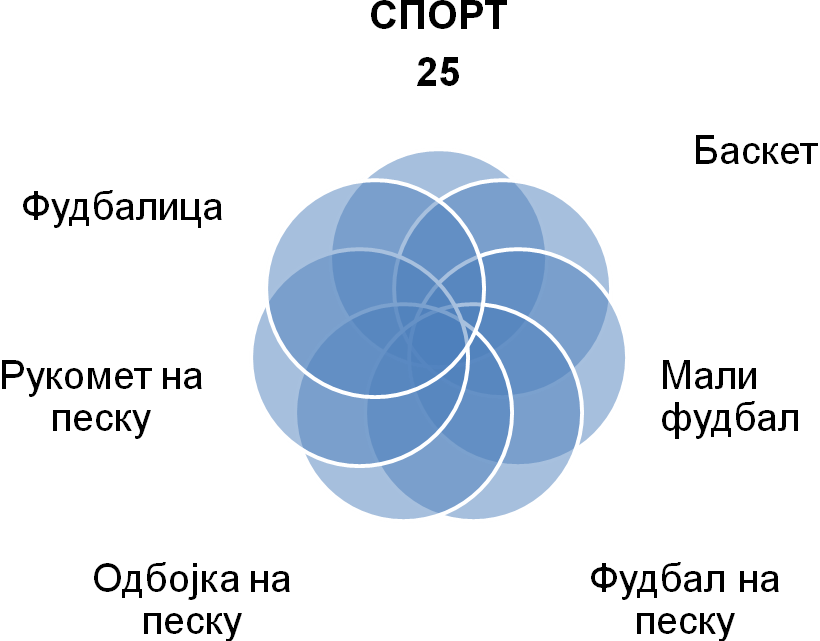 СПОРТ
25
Баскет
Фудбалица
Рукомет на
песку
Мали
фудбал
Одбојка на
песку
Фудбал на
песку